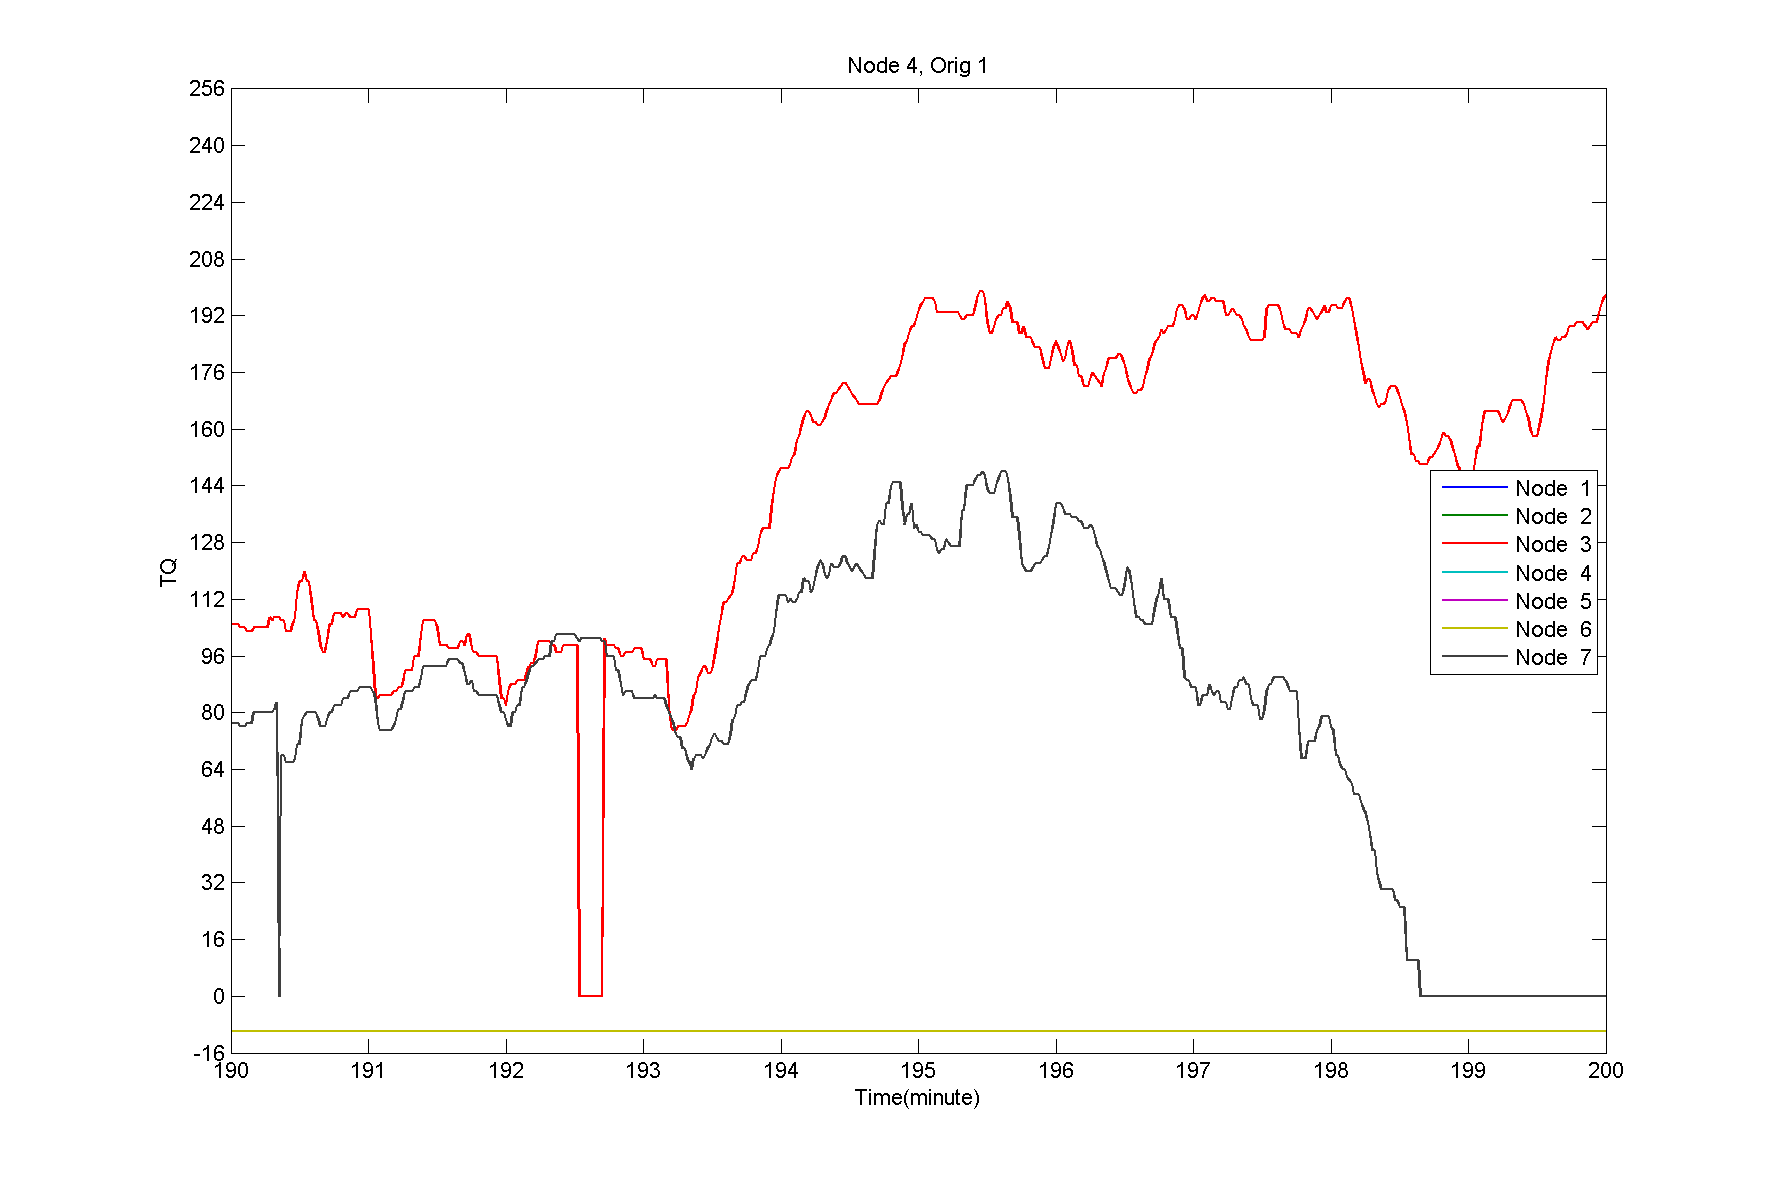 Node 4, Orig 1
256
240
224
208
192
176
160
144
128
112
96
80
64
48
32
16
0
-16
TQ
Node 1
Node 2
Node 3
Node 4
Node 5
Node 6
Node 7
190 191 192 193 194 195 196 197 198 199 200
Time(minute)